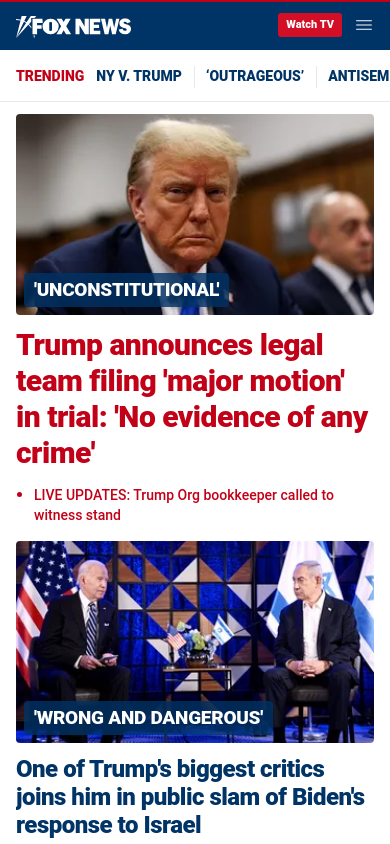 FOX NEWS
Watch TV
TRENDING NY V. TRUMP 'OUTRAGEOUS' ANTISEM
'UNCONSTITUTIONAL'
Trump announces legal
team filing 'major motion'
in trial: 'No evidence of any
crime'
LIVE UPDATES: Trump Org bookkeeper called to
witness stand
'WRONG AND DANGEROUS'
One of Trump's biggest critics
joins him in public slam of Biden's
response to Israel